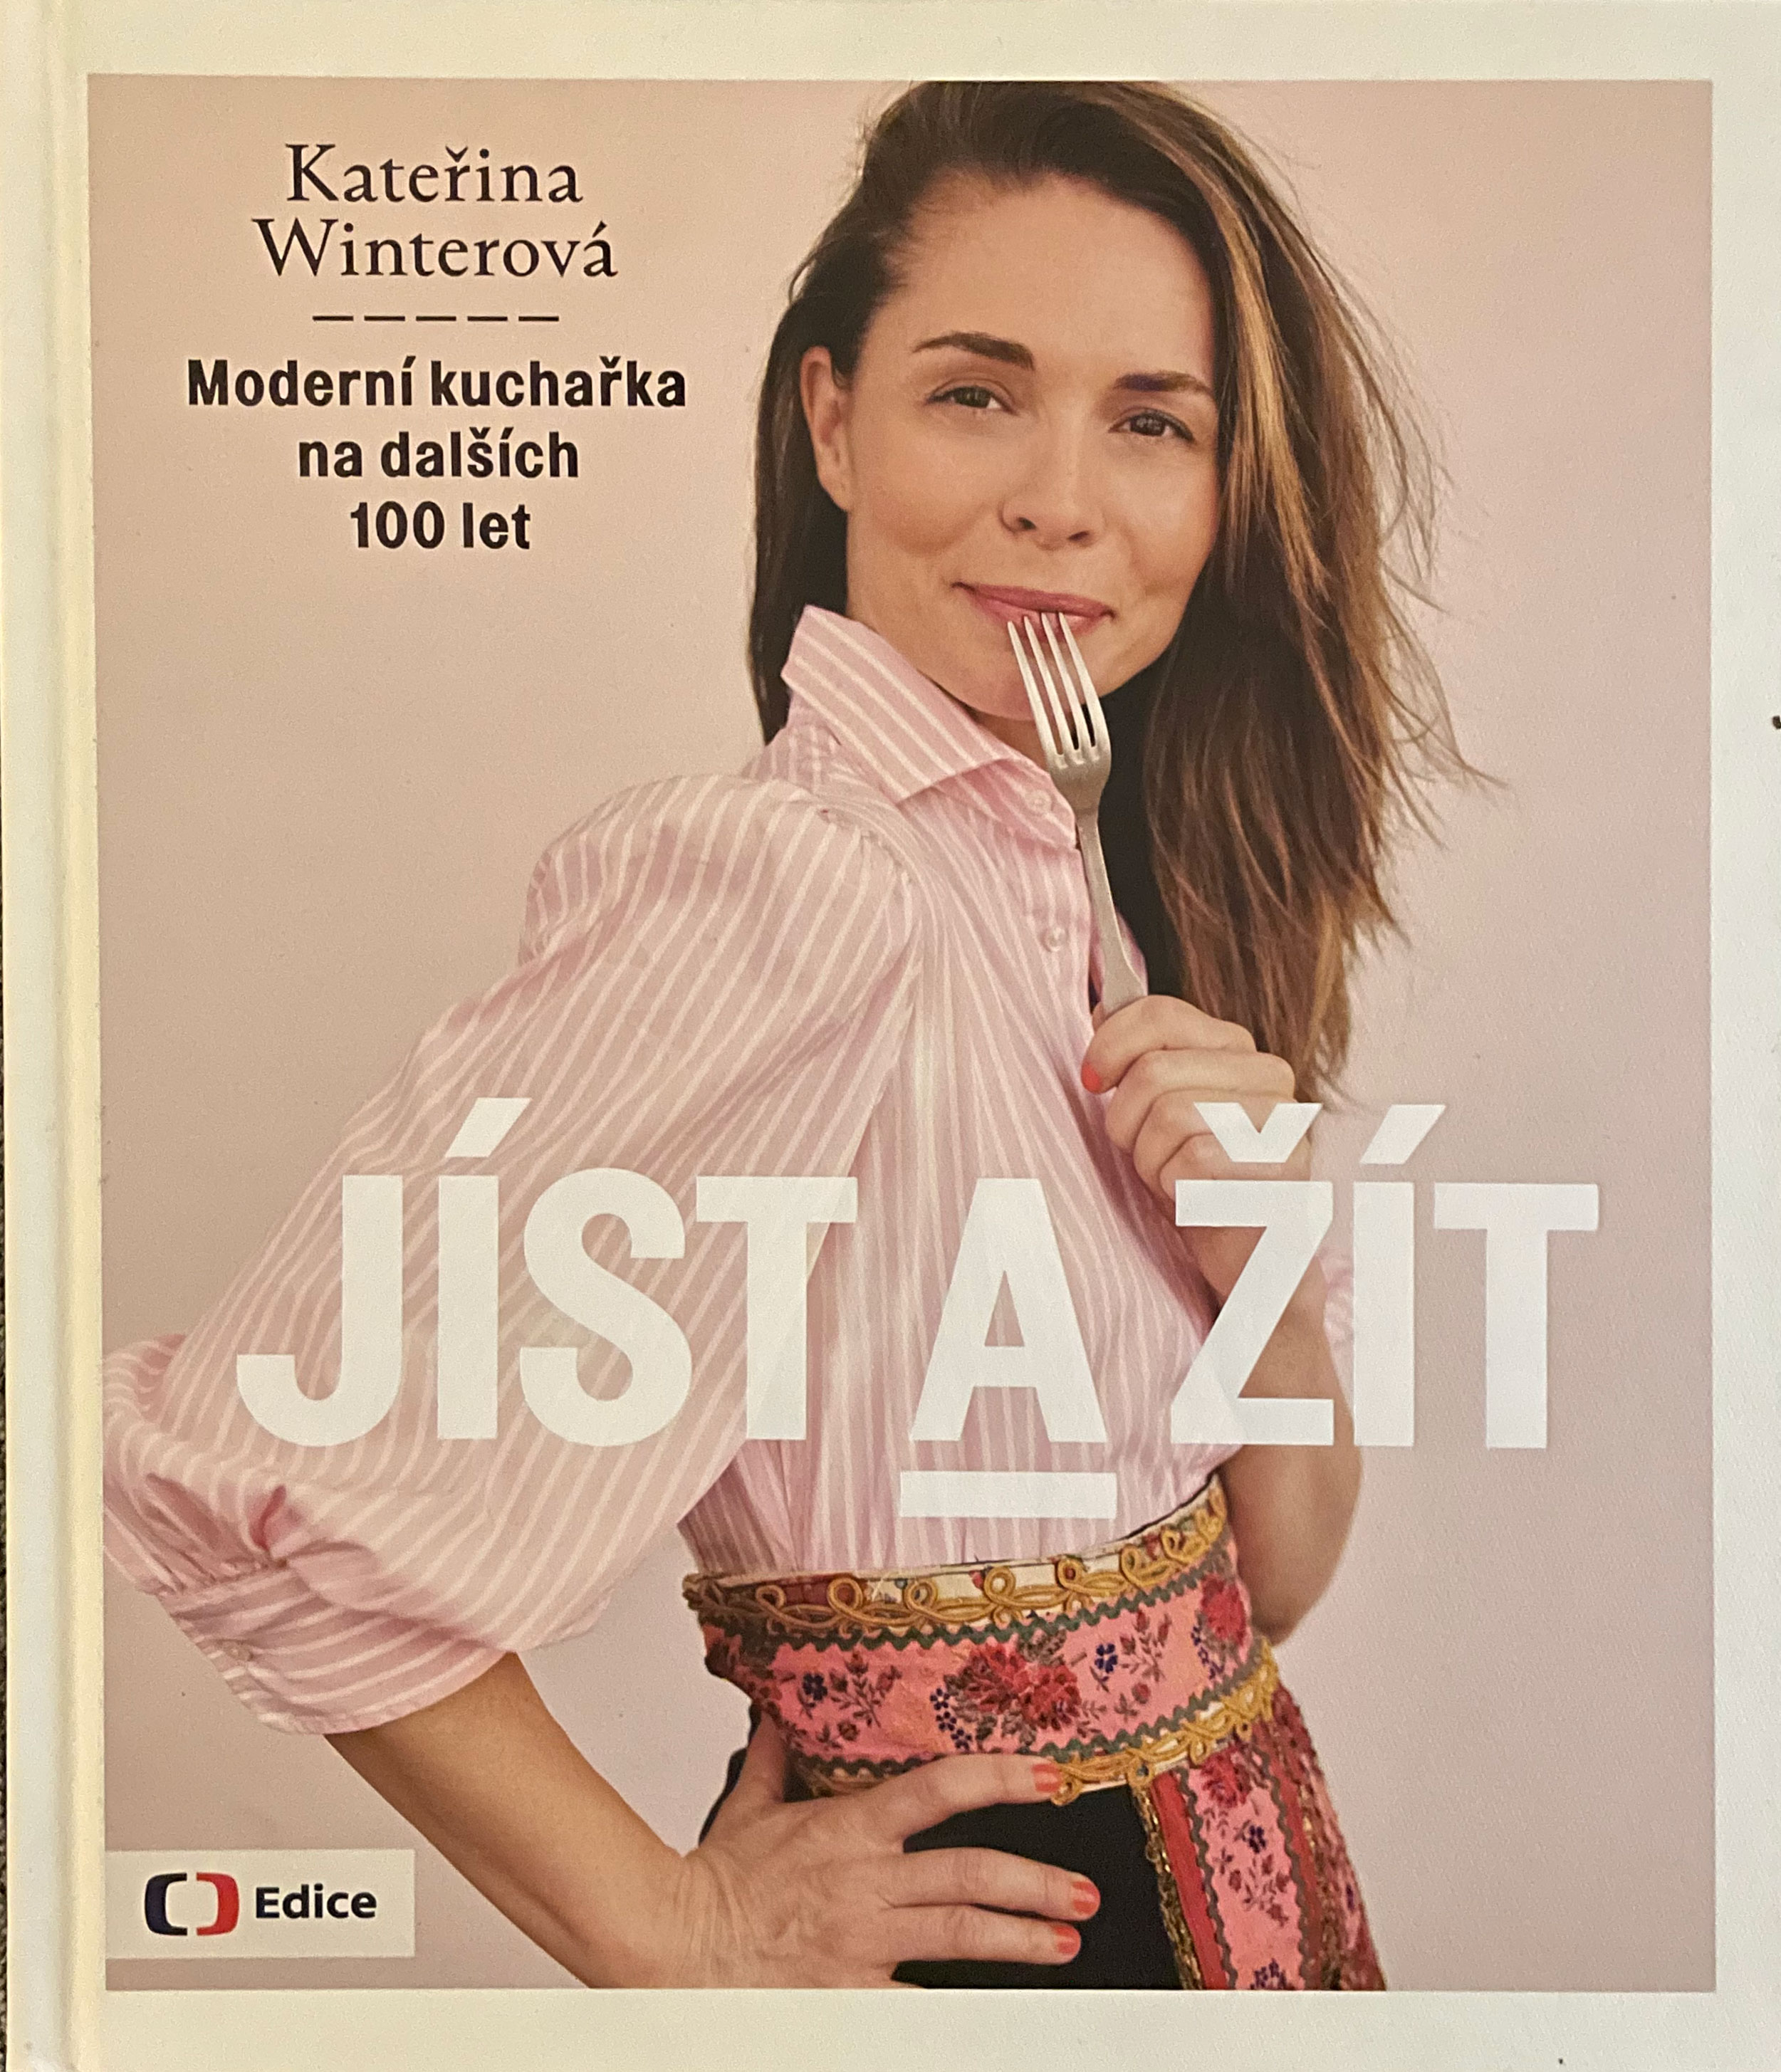 Kateřina
Winterová
Moderní kuchařka
na dalších
100 let
JÍST A ŽÍT
Edice